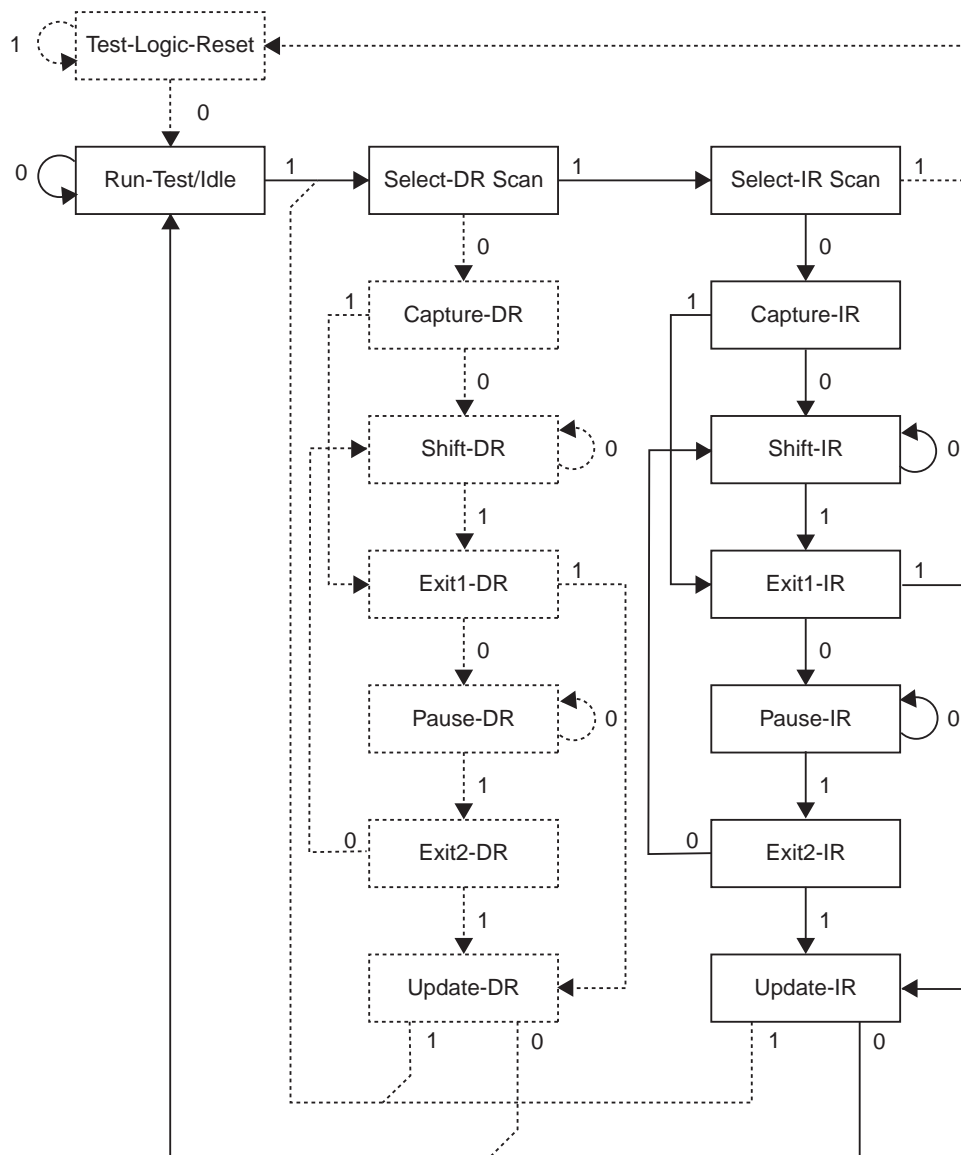 1
Test-Logic-Reset
0
0
Run-Test/Idle
1
Select-DR Scan
1
Select-IR Scan
1
0
0
1
Capture-DR
1
Capture-IR
0
0
Shift-DR
0
Shift-IR
0
1
1
Exit1-DR
1
Exit1-IR
1
0
0
Pause-DR
0
Pause-IR
0
1
1
0
Exit2-DR
0
Exit2-IR
1
1
Update-DR
Update-IR
1
0
1
0